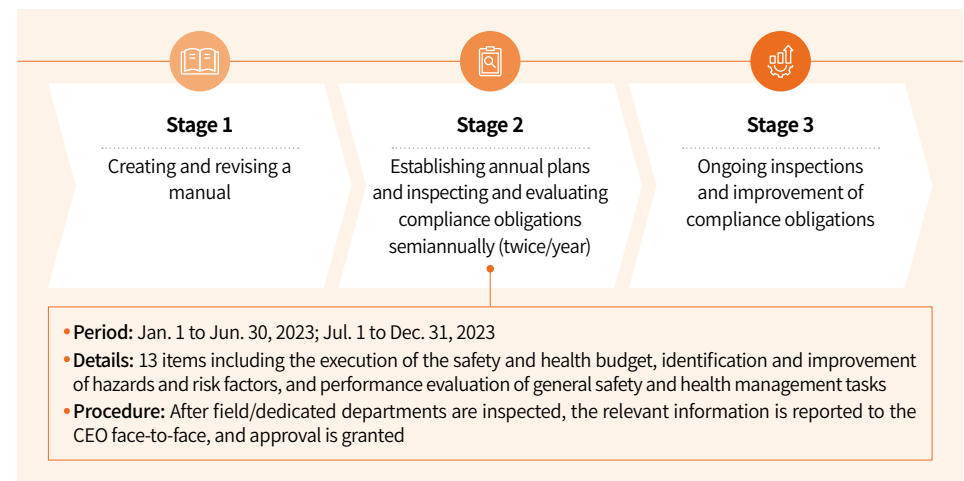 Stage 1
Creating and revising a
manual
Stage 2
Establishing annual plans
and inspecting and evaluating
compliance obligations
semiannually (twice/year)
Stage 3
Ongoing inspections
and improvement of
compliance obligations
• Period: Jan. 1 to Jun. 30, 2023; Jul. 1 to Dec. 31, 2023
• Details: 13 items including the execution of the safety and health budget, identification and improvement
of hazards and risk factors, and performance evaluation of general safety and health management tasks
• Procedure: After field/dedicated departments are inspected, the relevant information is reported to the
CEO face-to-face, and approval is granted